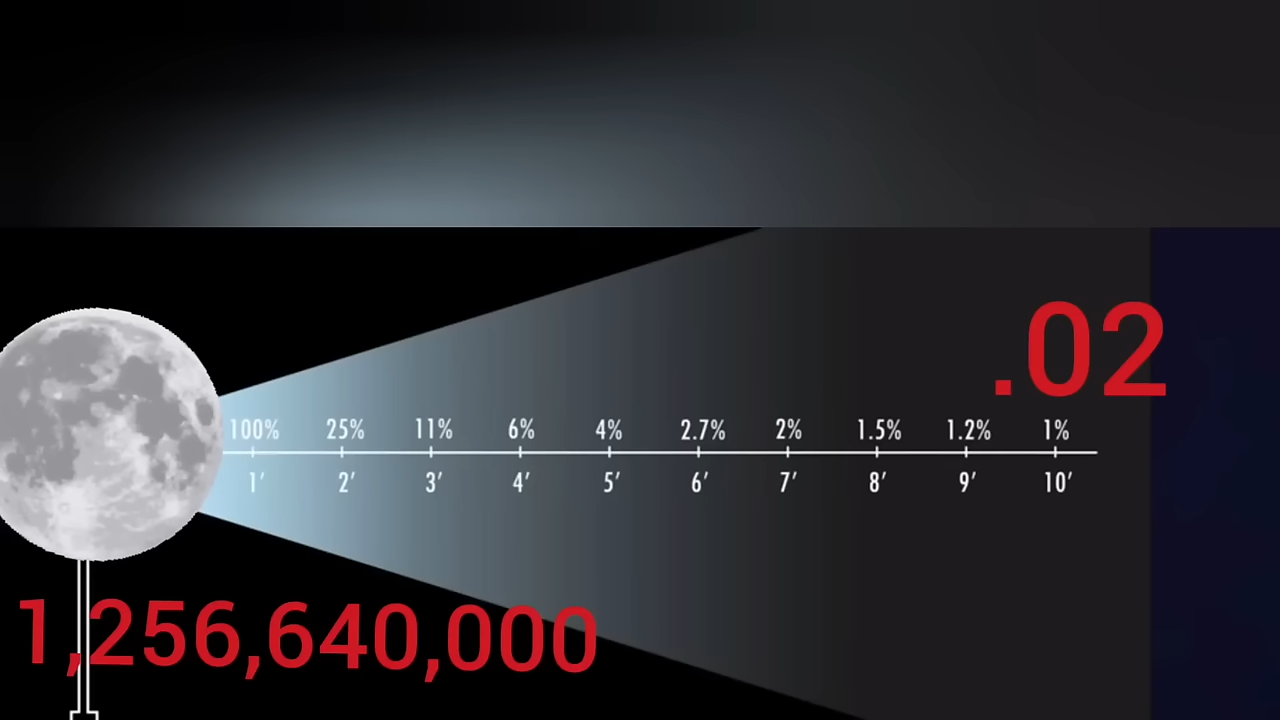 .02
100% 25% 11% 6% 4% 2.7% 2% 1.5% 1.2% 1%
1′ 2′ 3′ 4′ 5′ 6′ 7′ 8′ 9′ 10′
1,256,640,000